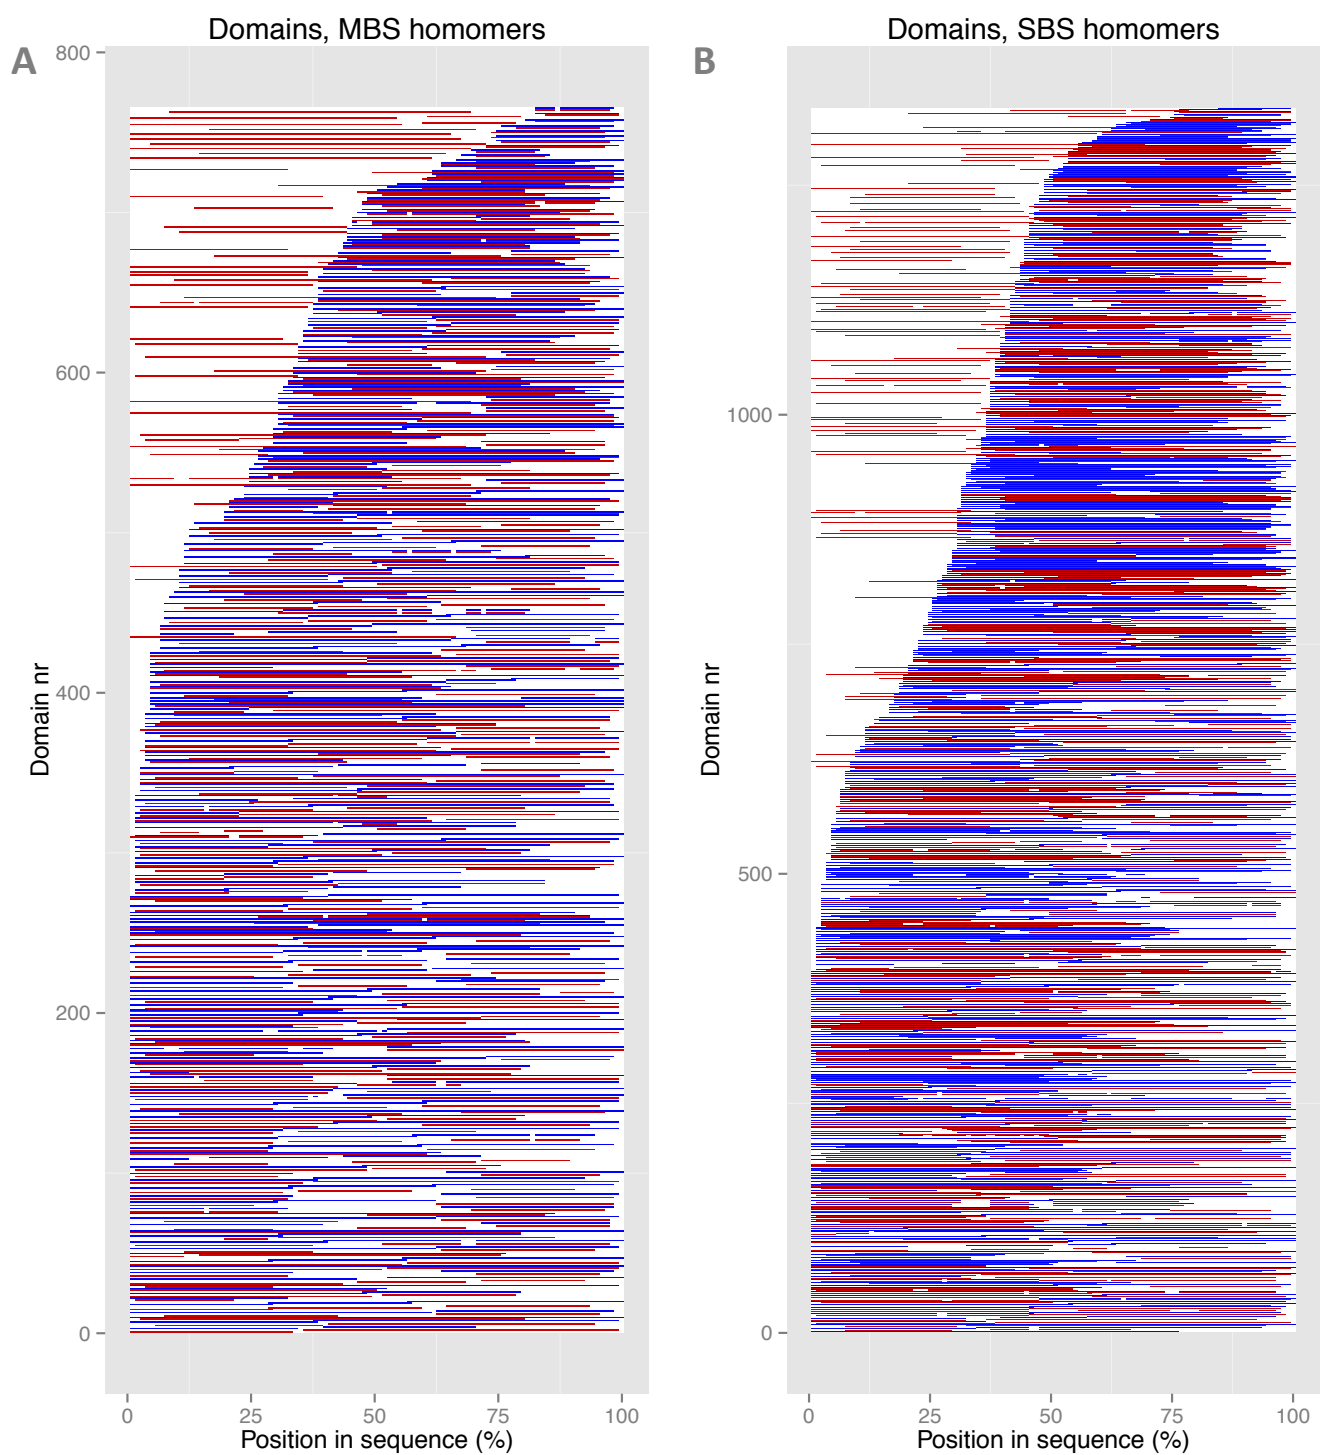 A
Domains, MBS homomers
800
600
400
200
0
Domain nr
0 25 50 75 100
Position in sequence (%)
B
Domains, SBS homomers
1000
500
0
Domain nr
0 25 50 75 100
Position in sequence (%)